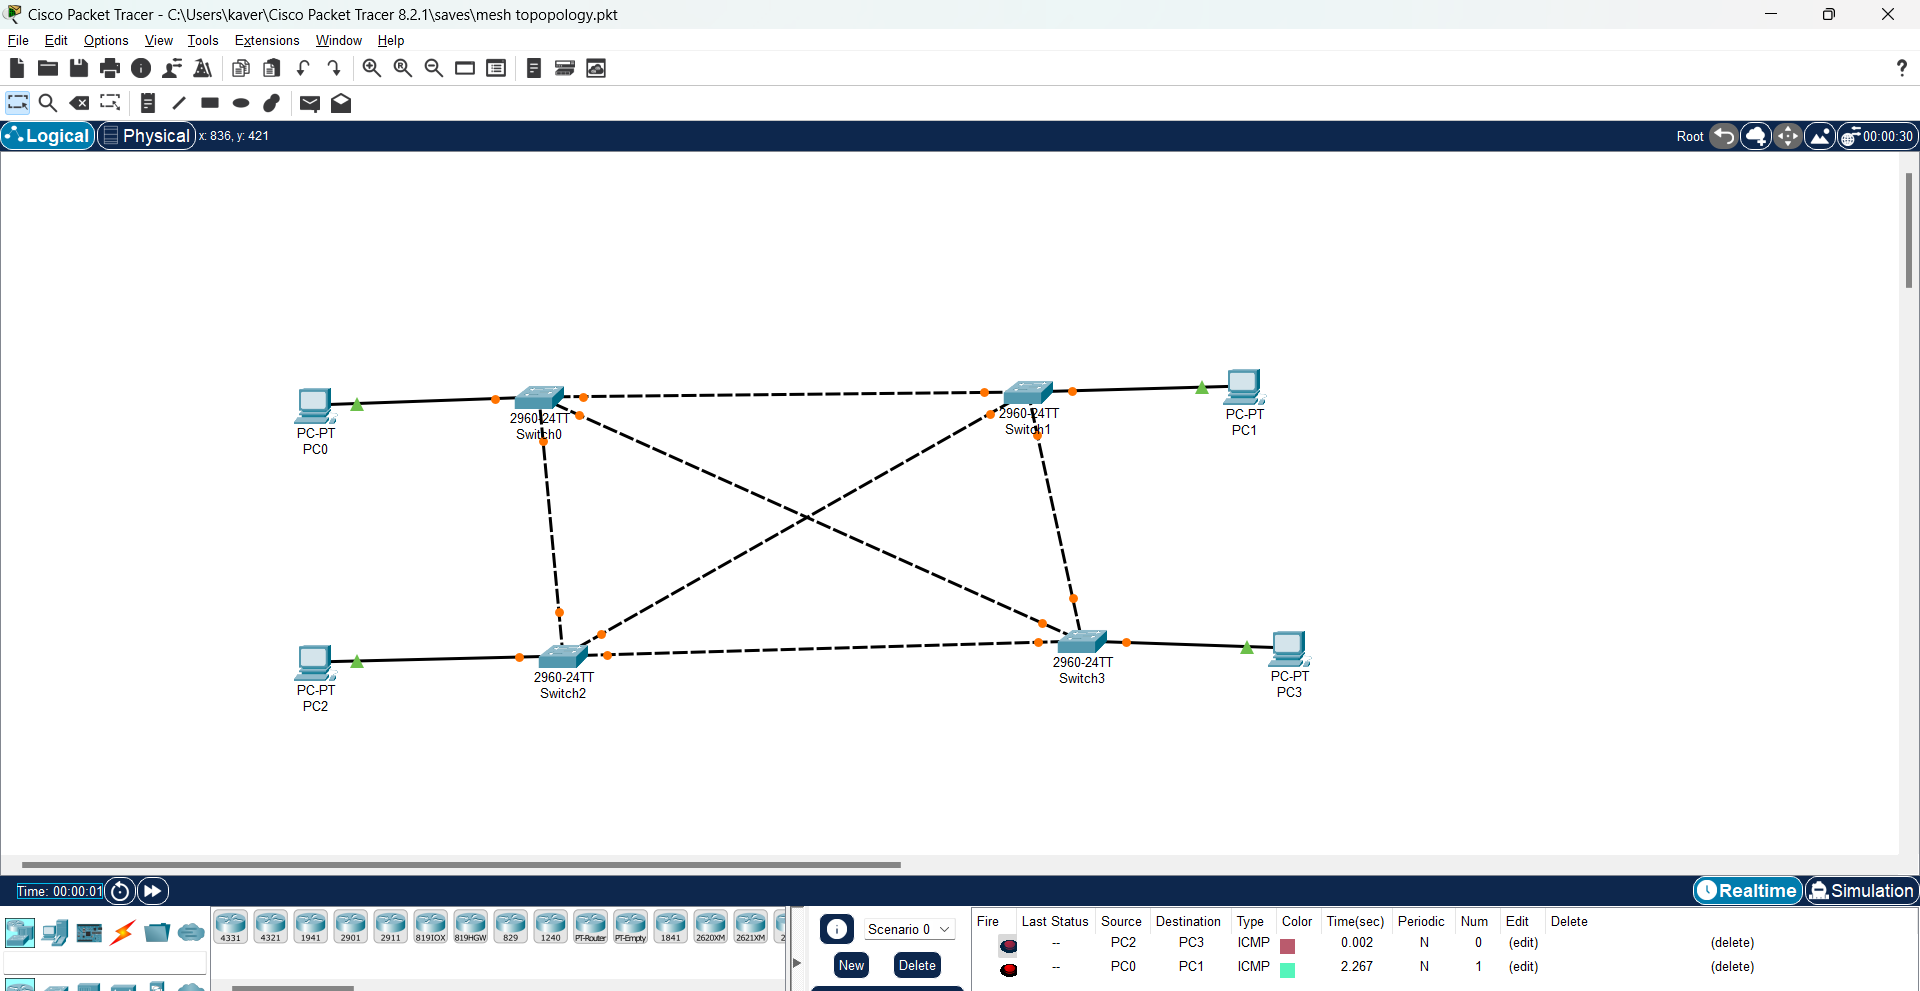 Cisco Packet Tracer - C:\Users\kaver\Cisco Packet Tracer 8.2.1\saves\mesh topopology.pkt
File Edit Options View Tools Extensions Window Help
?
Logical Physical x: 836, y: 421 Root 00:00:30
PC-PT
PC0
2960-24TT
Switch0
2960-24TT
Switch1
PC-PT
PC1
PC-PT
PC2
2960-24TT
Switch2
2960-24TT
Switch3
PC-PT
PC3
Time: 00:00:01 Realtime Simulation
4331 4321 1941 2901 2911 819IOX 819HGW 829 1240 PT-Router PT-Empty 1841 2620XM 2621XM 2
Scenario 0
New Delete
Fire Last Status Source Destination Type Color Time(sec) Periodic Num Edit Delete
-- PC2 PC3 ICMP 0.002 N 0 (edit) (delete)
-- PC0 PC1 ICMP 2.267 N 1 (edit) (delete)